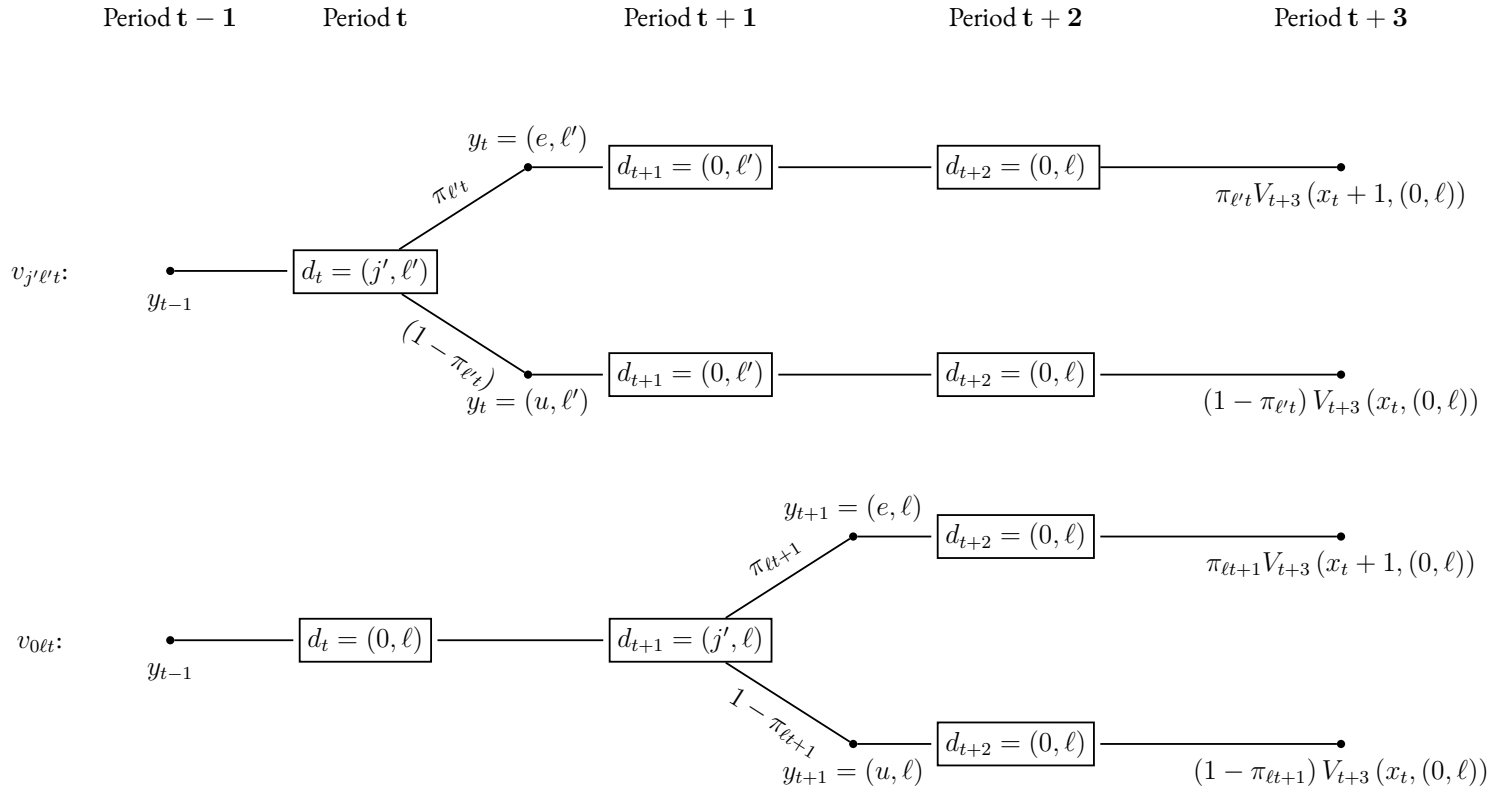 Period t − 1 Period t Period t + 1 Period t + 2 Period t + 3
y_t = (e, ℓ′)
d_{t+1} = (0, ℓ′) d_{t+2} = (0, ℓ)
π_{ℓ′t}
π_{ℓ′t}V_{t+3} (x_t + 1, (0, ℓ))
v_{j′ℓ′t}:
d_t = (j′, ℓ′)
y_{t−1}
(1 − π_{ℓ′t})
d_{t+1} = (0, ℓ′) d_{t+2} = (0, ℓ)
y_t = (u, ℓ′)
(1 − π_{ℓ′t}) V_{t+3} (x_t, (0, ℓ))
y_{t+1} = (e, ℓ)
d_{t+2} = (0, ℓ)
π_{ℓt+1}
π_{ℓt+1}V_{t+3} (x_t + 1, (0, ℓ))
v_{0ℓt}:
d_t = (0, ℓ) d_{t+1} = (j′, ℓ)
y_{t−1}
1 − π_{ℓt+1}
d_{t+2} = (0, ℓ)
y_{t+1} = (u, ℓ)
(1 − π_{ℓt+1}) V_{t+3} (x_t, (0, ℓ))